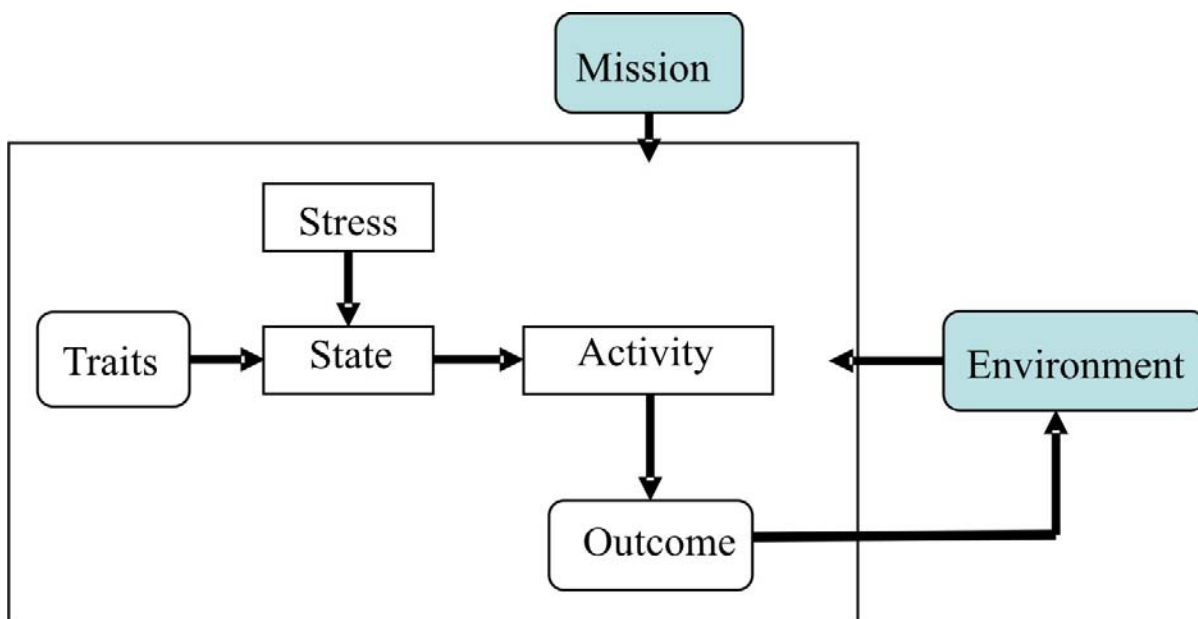 Mission
Stress
Traits
State
Activity
Environment
Outcome